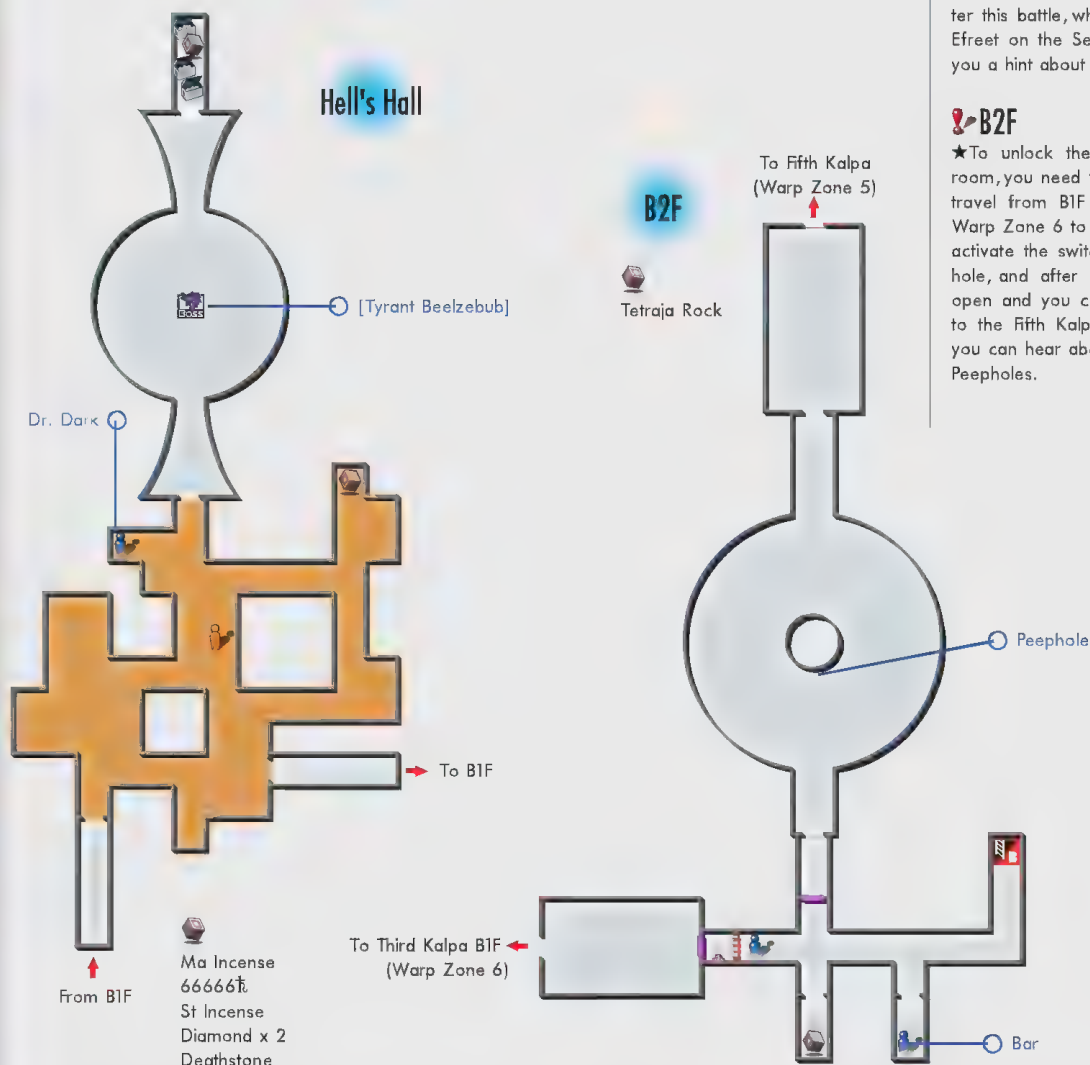 ter this battle, wh
Efreet on the Se
you a hint about
B2F
★To unlock the
room, you need
travel from B1F
Warp Zone 6 to
activate the swit
hole, and after
open and you c
to the Fifth Kalp
you can hear ab
Peepholes.
Hell's Hall
[Tyrant Beelzebub]
BOSS
Dr. Dark
To B1F
From B1F
Ma Incense
66666
St Incense
Diamond x 2
Deathstone
B2F
Tetraja Rock
To Fifth Kalpa
(Warp Zone 5)
Peephole
To Third Kalpa B1F
(Warp Zone 6)
Bar